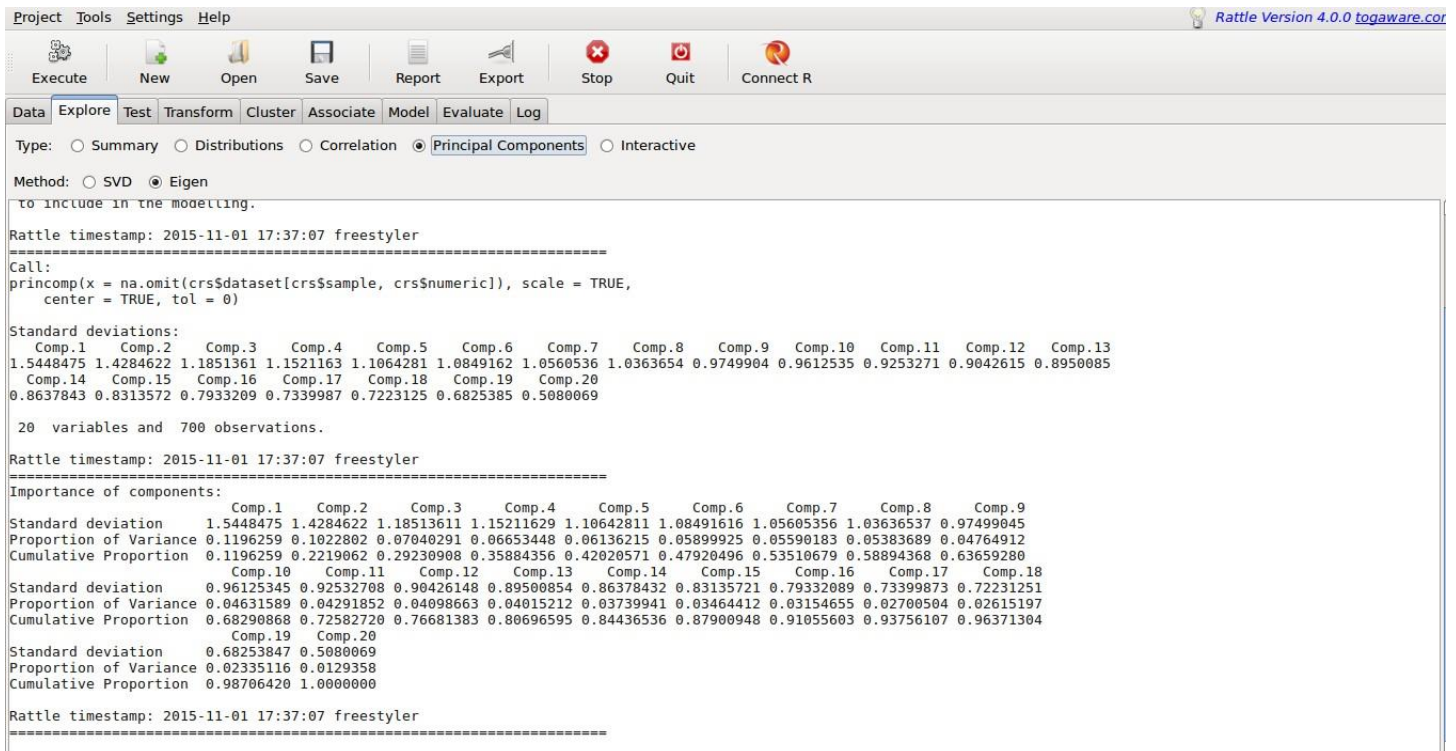 Project Tools Settings Help Rattle Version 4.0.0 togaware.com
Execute New Open Save Report Export Stop Quit Connect R
Data Explore Test Transform Cluster Associate Model Evaluate Log
Type: Summary Distributions Correlation Principal Components Interactive
Method: SVD Eigen
to include in the modelling.
Rattle timestamp: 2015-11-01 17:37:07 freestyler
======================================================================
Call:
princomp(x = na.omit(crs$dataset[crs$sample, crs$numeric]), scale = TRUE,
center = TRUE, tol = 0)
Standard deviations:
Comp.1 Comp.2 Comp.3 Comp.4 Comp.5 Comp.6 Comp.7 Comp.8 Comp.9 Comp.10 Comp.11 Comp.12 Comp.13
1.5448475 1.4284622 1.1851361 1.1521163 1.1064281 1.0849162 1.0560536 1.0363654 0.9749904 0.9612535 0.9253271 0.9042615 0.8950085
Comp.14 Comp.15 Comp.16 Comp.17 Comp.18 Comp.19 Comp.20
0.8637843 0.8313572 0.7933209 0.7339987 0.7223125 0.6825385 0.5080069
20 variables and 700 observations.
Rattle timestamp: 2015-11-01 17:37:07 freestyler
======================================================================
Importance of components:
Comp.1 Comp.2 Comp.3 Comp.4 Comp.5 Comp.6 Comp.7 Comp.8 Comp.9
Standard deviation 1.5448475 1.4284622 1.18513611 1.15211629 1.10642811 1.08491616 1.05605356 1.03636537 0.97499045
Proportion of Variance 0.1196259 0.1022802 0.07040291 0.06653448 0.06136215 0.05899925 0.05590183 0.05383689 0.04764912
Cumulative Proportion 0.1196259 0.2219062 0.29230908 0.35884356 0.42020571 0.47920496 0.53510679 0.58894368 0.63659280
Comp.10 Comp.11 Comp.12 Comp.13 Comp.14 Comp.15 Comp.16 Comp.17 Comp.18
Standard deviation 0.96125345 0.92532708 0.90426148 0.89500854 0.86378432 0.83135721 0.79332089 0.73399873 0.72231251
Proportion of Variance 0.04631589 0.04291852 0.04098663 0.04015212 0.03739941 0.03464412 0.03154655 0.02700504 0.02615197
Cumulative Proportion 0.68290868 0.72582720 0.76681383 0.80696595 0.84436536 0.87900948 0.91055603 0.93756107 0.96371304
Comp.19 Comp.20
Standard deviation 0.68253847 0.5080069
Proportion of Variance 0.02335116 0.0129358
Cumulative Proportion 0.98706420 1.0000000
Rattle timestamp: 2015-11-01 17:37:07 freestyler
======================================================================